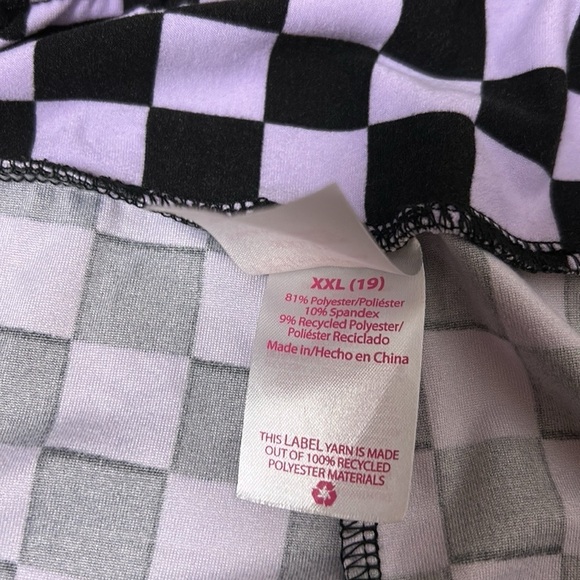 XXL (19)
81% Polyester/Poliéster
10% Spandex
9% Recycled Polyester/
Poliéster Reciclado
Made in/Hecho en China
THIS LABEL YARN IS MADE
OUT OF 100% RECYCLED
POLYESTER MATERIALS